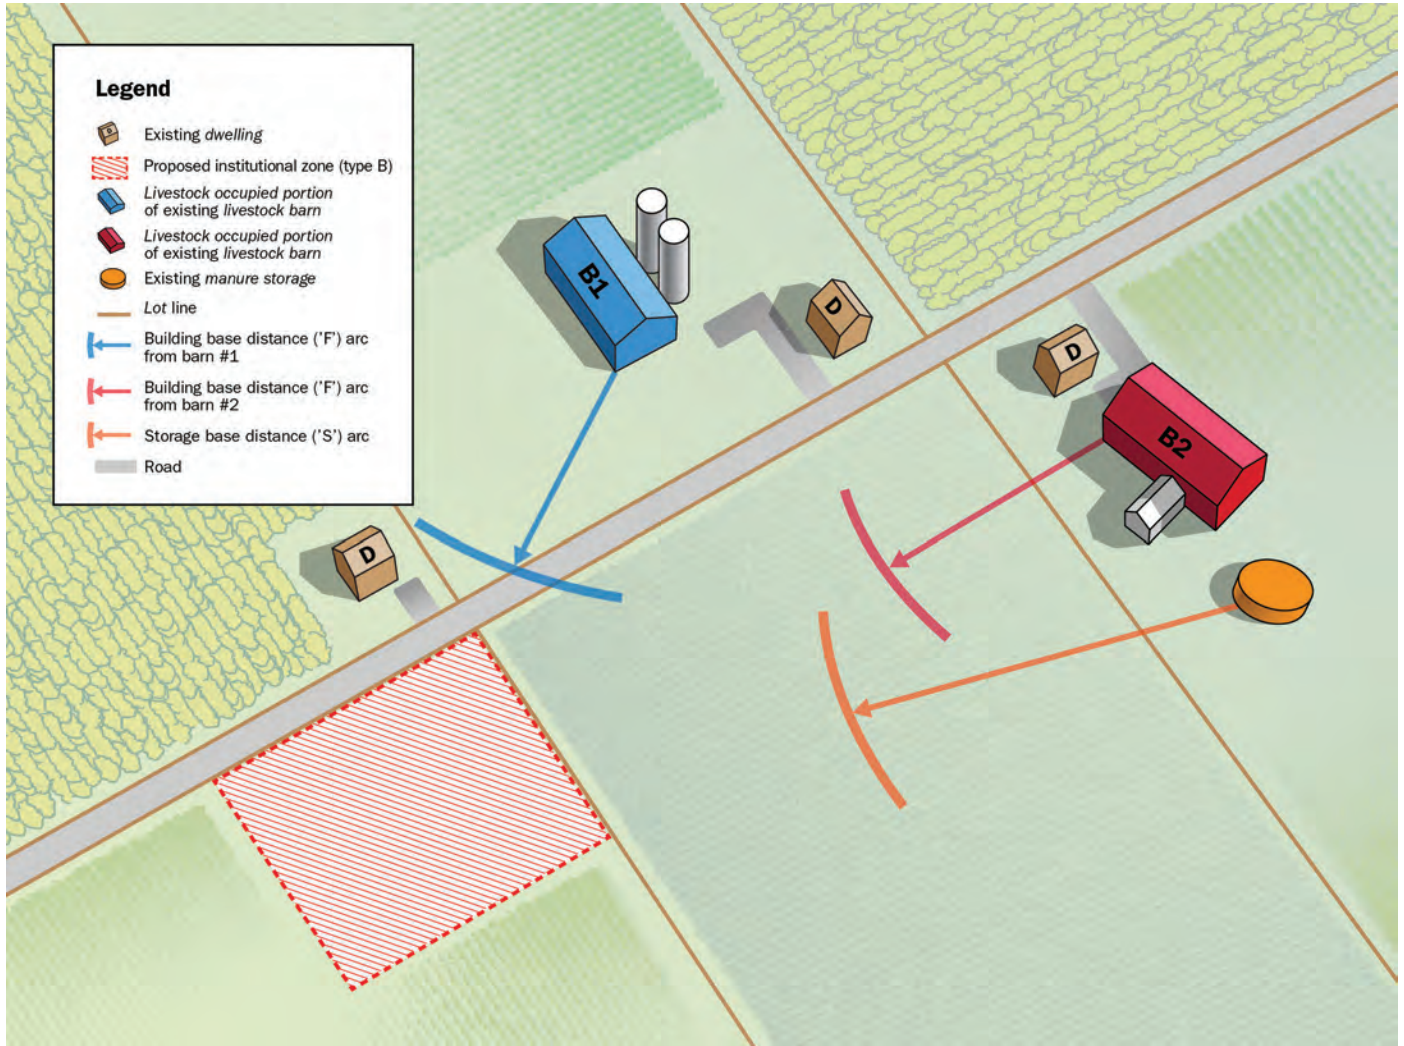 Legend
Existing dwelling
Proposed institutional zone (type B)
Livestock occupied portion
of existing livestock barn
Livestock occupied portion
of existing livestock barn
Existing manure storage
Lot line
Building base distance ('F') arc
from barn #1
Building base distance ('F') arc
from barn #2
Storage base distance ('S') arc
Road
B1
D
D
B2
D